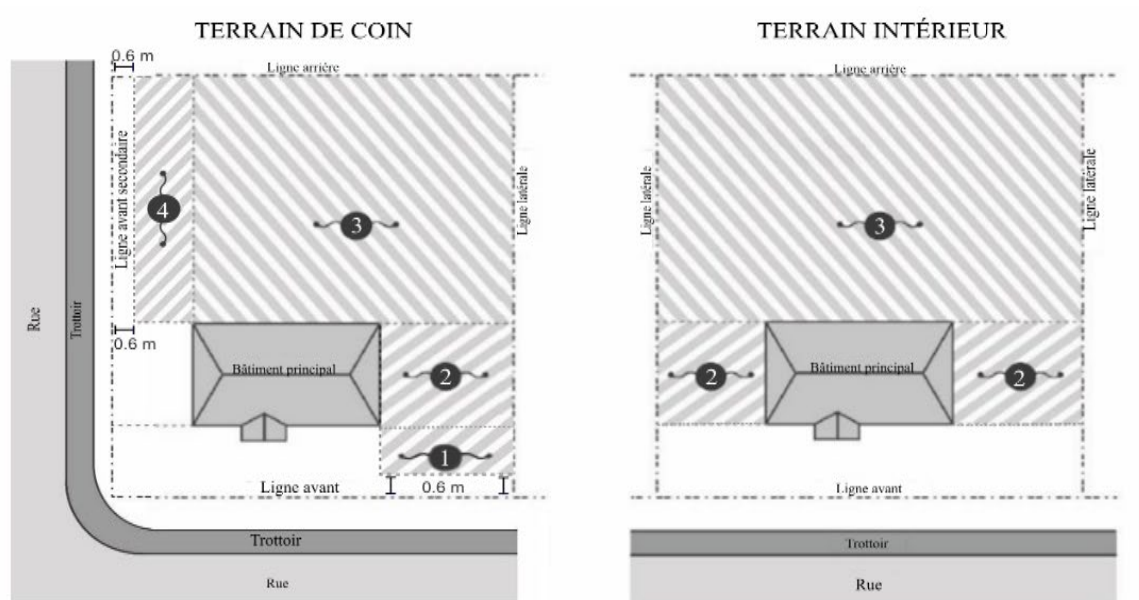 TERRAIN DE COIN
0.6 m
Ligne arrière
Ligne avant secondaire
4
3
Ligne latérale
Rue
Trottoir
0.6 m
Bâtiment principal
2
1
Ligne avant
0.6 m
Trottoir
Rue
TERRAIN INTÉRIEUR
Ligne arrière
Ligne latérale
3
Ligne latérale
2
Bâtiment principal
2
Ligne avant
Trottoir
Rue